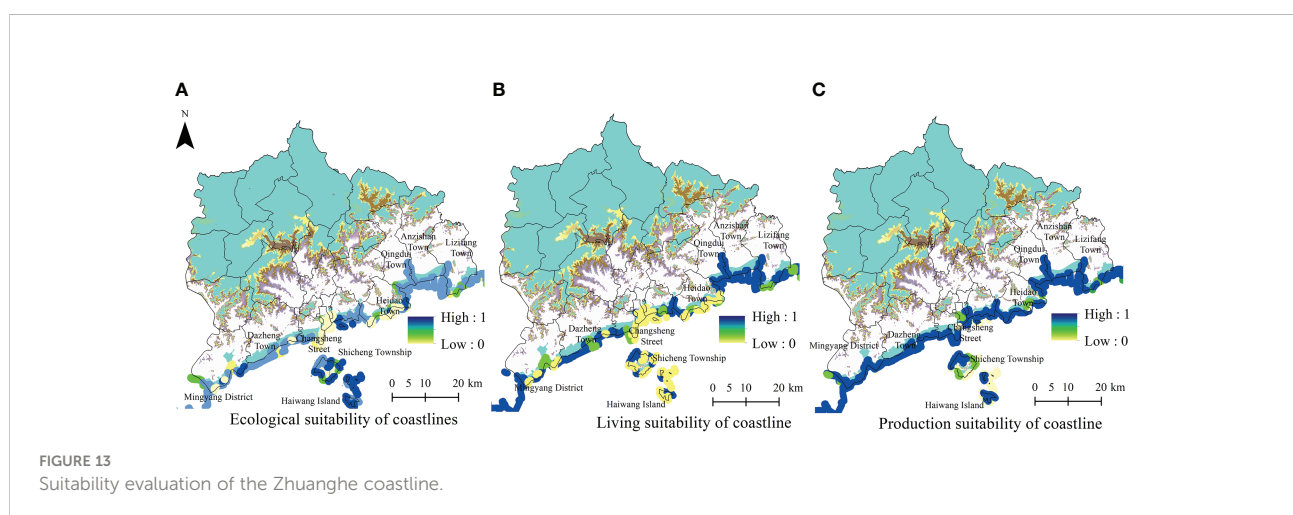 A
N
Anzishan
Town
Lizifang
Town
Qingdui
Town
Heidao
Town
High : 1
Low : 0
Dazheng
Town
Changsheng
Street
Shicheng Township
Mingyang District
Haiwang Island
0 5 10 20 km
Ecological suitability of coastlines
B
Anzishan
Town
Lizifang
Town
Qingdui
Town
Heidao
Town
High : 1
Low : 0
Dazheng
Town
Changsheng
Street
Shicheng Township
Mingyang District
Haiwang Island
0 5 10 20 km
Living suitability of coastline
C
Anzishan
Town
Lizifang
Town
Qingdui
Town
Heidao
Town
High : 1
Low : 0
Dazheng
Town
Changsheng
Street
Mingyang District
Shicheng Township
Haiwang Island
0 5 10 20 km
Production suitability of coastline
FIGURE 13
Suitability evaluation of the Zhuanghe coastline.